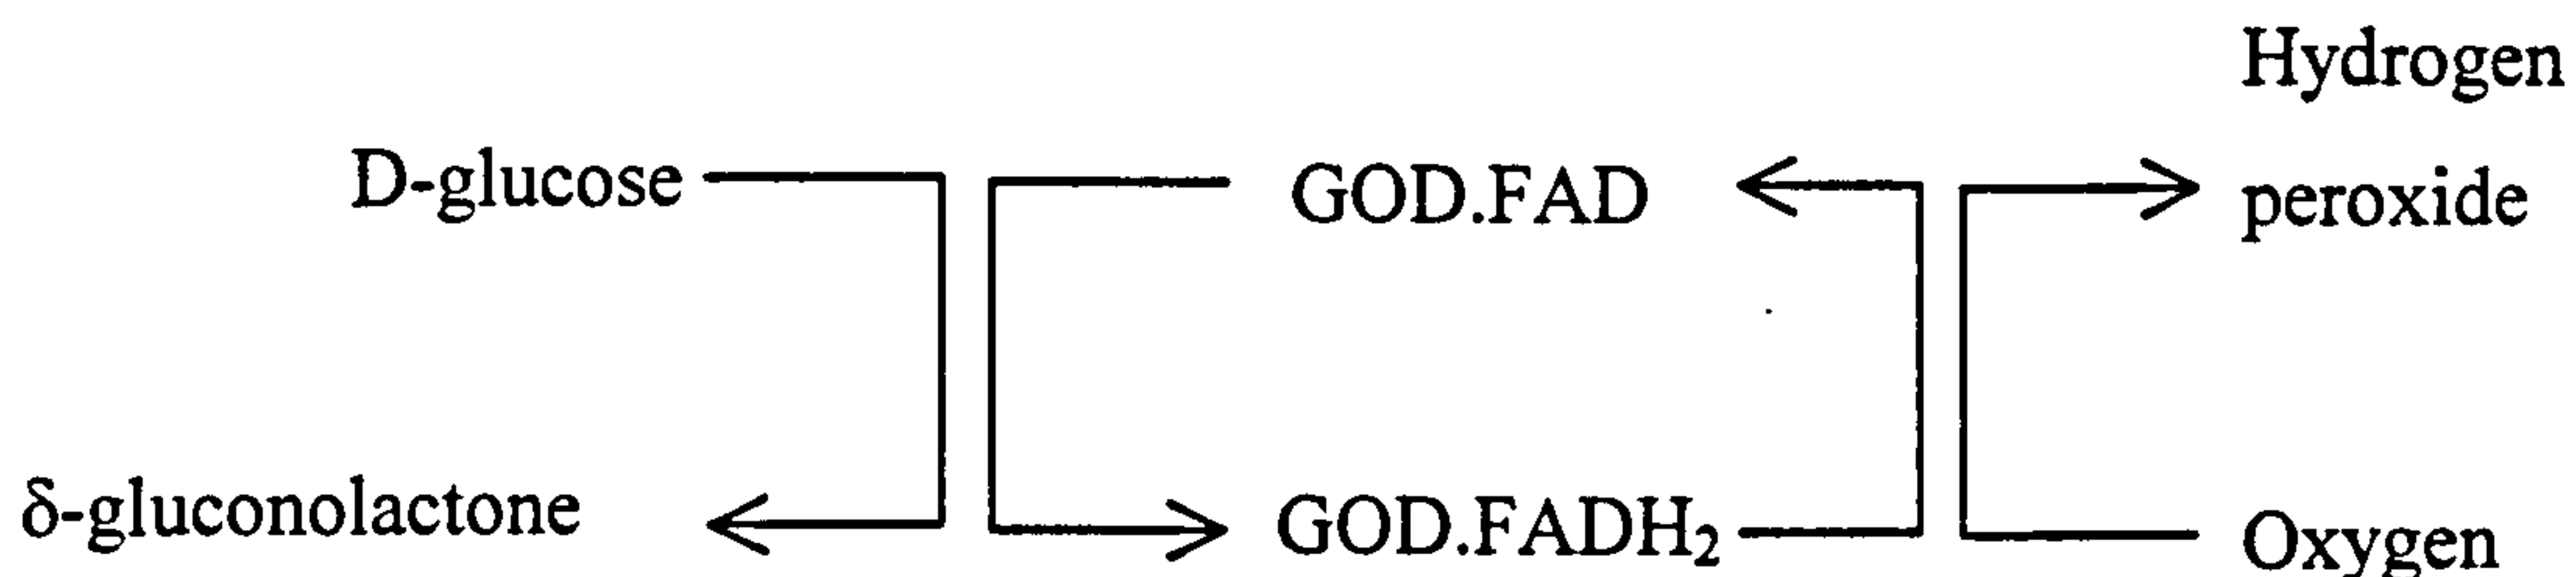 Hydrogen
D-glucose GOD.FAD peroxide
δ-gluconolactone GOD.FADH₂ Oxygen